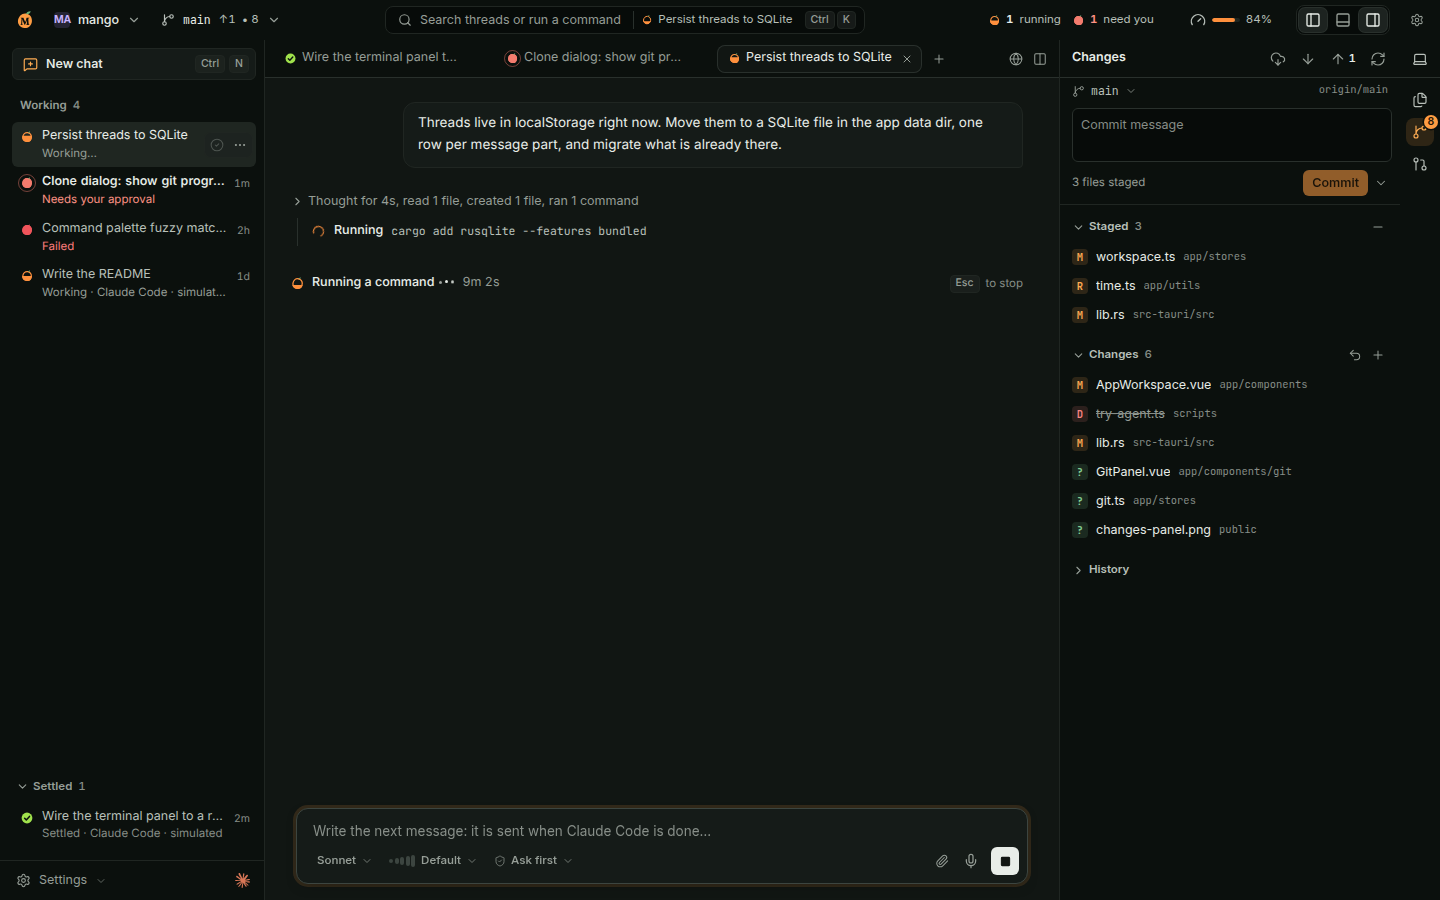 MA mango
main ↑1 • 8
Search threads or run a command
Persist threads to SQLite
Ctrl K
1 running
1 need you
84%
New chat
Ctrl N
Working 4
Persist threads to SQLite
Working...
Clone dialog: show git progr... 1m
Needs your approval
Command palette fuzzy matc... 2h
Failed
Write the README 1d
Working · Claude Code · simulat...
Settled 1
Wire the terminal panel to a r... 2m
Settled · Claude Code · simulated
Settings
Wire the terminal panel t...
Clone dialog: show git pr...
Persist threads to SQLite
Threads live in localStorage right now. Move them to a SQLite file in the app data dir, one
row per message part, and migrate what is already there.
Thought for 4s, read 1 file, created 1 file, ran 1 command
Running cargo add rusqlite --features bundled
Running a command 9m 2s
Esc to stop
Write the next message: it is sent when Claude Code is done...
Sonnet
Default
Ask first
Changes
↑ 1
main
origin/main
8
Commit message
3 files staged
Commit
Staged 3
M workspace.ts app/stores
R time.ts app/utils
M lib.rs src-tauri/src
Changes 6
M AppWorkspace.vue app/components
D try-agent.ts scripts
M lib.rs src-tauri/src
? GitPanel.vue app/components/git
? git.ts app/stores
? changes-panel.png public
History